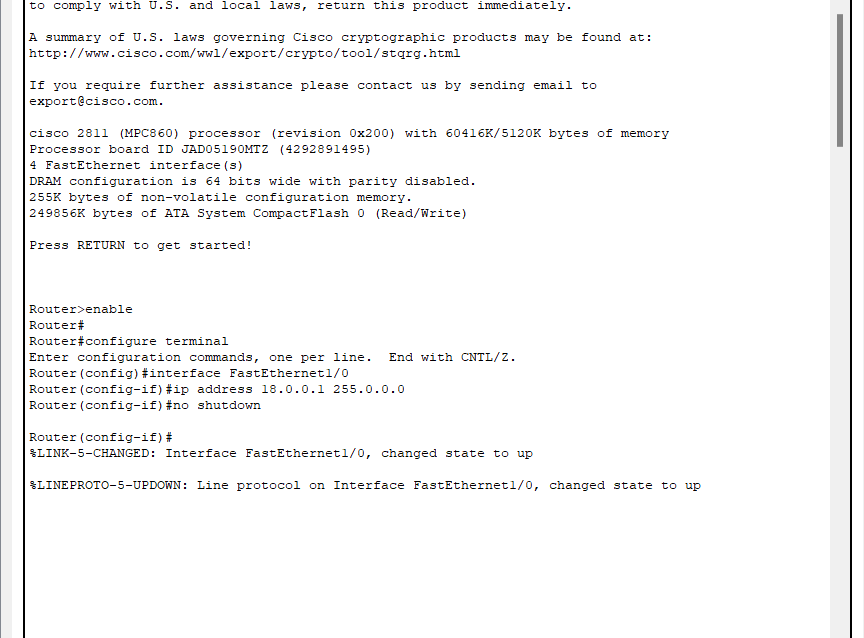 to comply with U.S. and local laws, return this product immediately.
A summary of U.S. laws governing Cisco cryptographic products may be found at:
http://www.cisco.com/wwl/export/crypto/tool/stqrg.html
If you require further assistance please contact us by sending email to
export@cisco.com.
cisco 2811 (MPC860) processor (revision 0x200) with 60416K/5120K bytes of memory
Processor board ID JAD05190MTZ (4292891495)
4 FastEthernet interface(s)
DRAM configuration is 64 bits wide with parity disabled.
255K bytes of non-volatile configuration memory.
249856K bytes of ATA System CompactFlash 0 (Read/Write)
Press RETURN to get started!
Router>enable
Router#
Router#configure terminal
Enter configuration commands, one per line.  End with CNTL/Z.
Router(config)#interface FastEthernet1/0
Router(config-if)#ip address 18.0.0.1 255.0.0.0
Router(config-if)#no shutdown
Router(config-if)#
%LINK-5-CHANGED: Interface FastEthernet1/0, changed state to up
%LINEPROTO-5-UPDOWN: Line protocol on Interface FastEthernet1/0, changed state to up